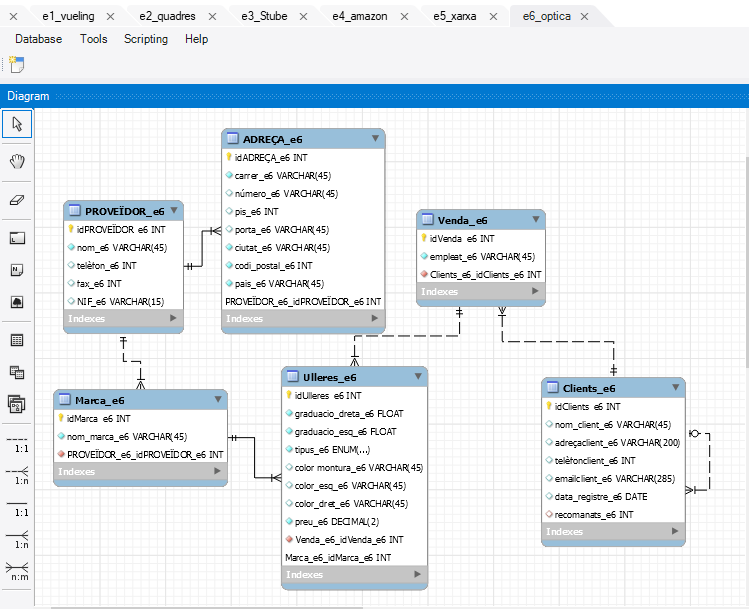 e1_vueling
e2_quadres
e3_Stube
e4_amazon
e5_xarxa
e6_optica
Database Tools Scripting Help
Diagram
1:1
1:n
1:1
1:n
n:m
ADREÇA_e6
idADREÇA_e6 INT
carrer_e6 VARCHAR(45)
número_e6 VARCHAR(45)
pis_e6 INT
porta_e6 VARCHAR(45)
ciutat_e6 VARCHAR(45)
codi_postal_e6 INT
pais_e6 VARCHAR(45)
PROVEÏDOR_e6_idPROVEÏDOR_e6 INT
Indexes
PROVEÏDOR_e6
idPROVEÏDOR_e6 INT
nom_e6 VARCHAR(45)
telèfon_e6 INT
fax_e6 INT
NIF_e6 VARCHAR(15)
Indexes
Venda_e6
idVenda_e6 INT
empleat_e6 VARCHAR(45)
Clients_e6_idClients_e6 INT
Indexes
Marca_e6
idMarca_e6 INT
nom_marca_e6 VARCHAR(45)
PROVEÏDOR_e6_idPROVEÏDOR_e6 INT
Indexes
Ulleres_e6
idUlleres_e6 INT
graduacio_dreta_e6 FLOAT
graduacio_esq_e6 FLOAT
tipus_e6 ENUM(...)
color montura_e6 VARCHAR(45)
color_esq_e6 VARCHAR(45)
color_dret_e6 VARCHAR(45)
preu_e6 DECIMAL(2)
Venda_e6_idVenda_e6 INT
Marca_e6_idMarca_e6 INT
Indexes
Clients_e6
idClients_e6 INT
nom_client_e6 VARCHAR(45)
adreçaclient_e6 VARCHAR(200)
telèfonclient_e6 INT
emailclient_e6 VARCHAR(285)
data_registre_e6 DATE
recomanats_e6 INT
Indexes